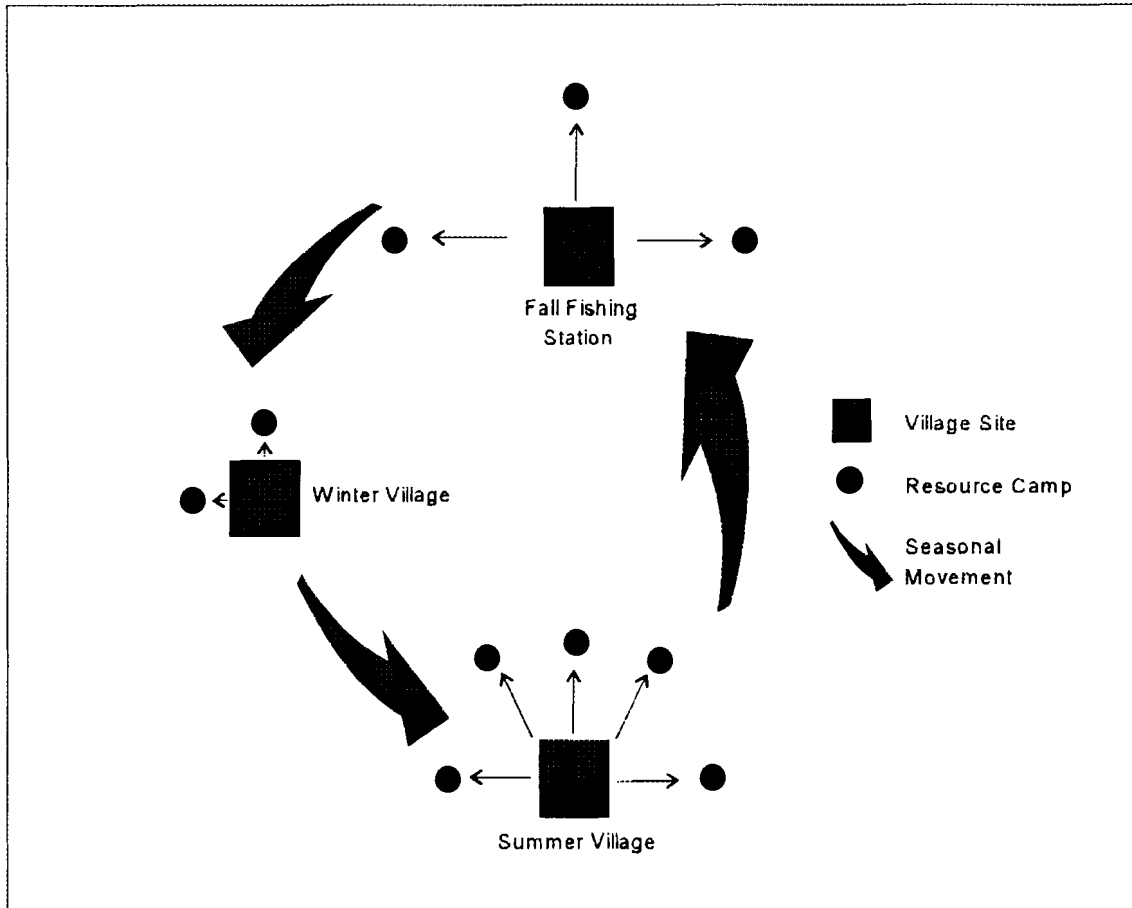 Fall Fishing
Station
Winter Village
Village Site
Resource Camp
Seasonal
Movement
Summer Village